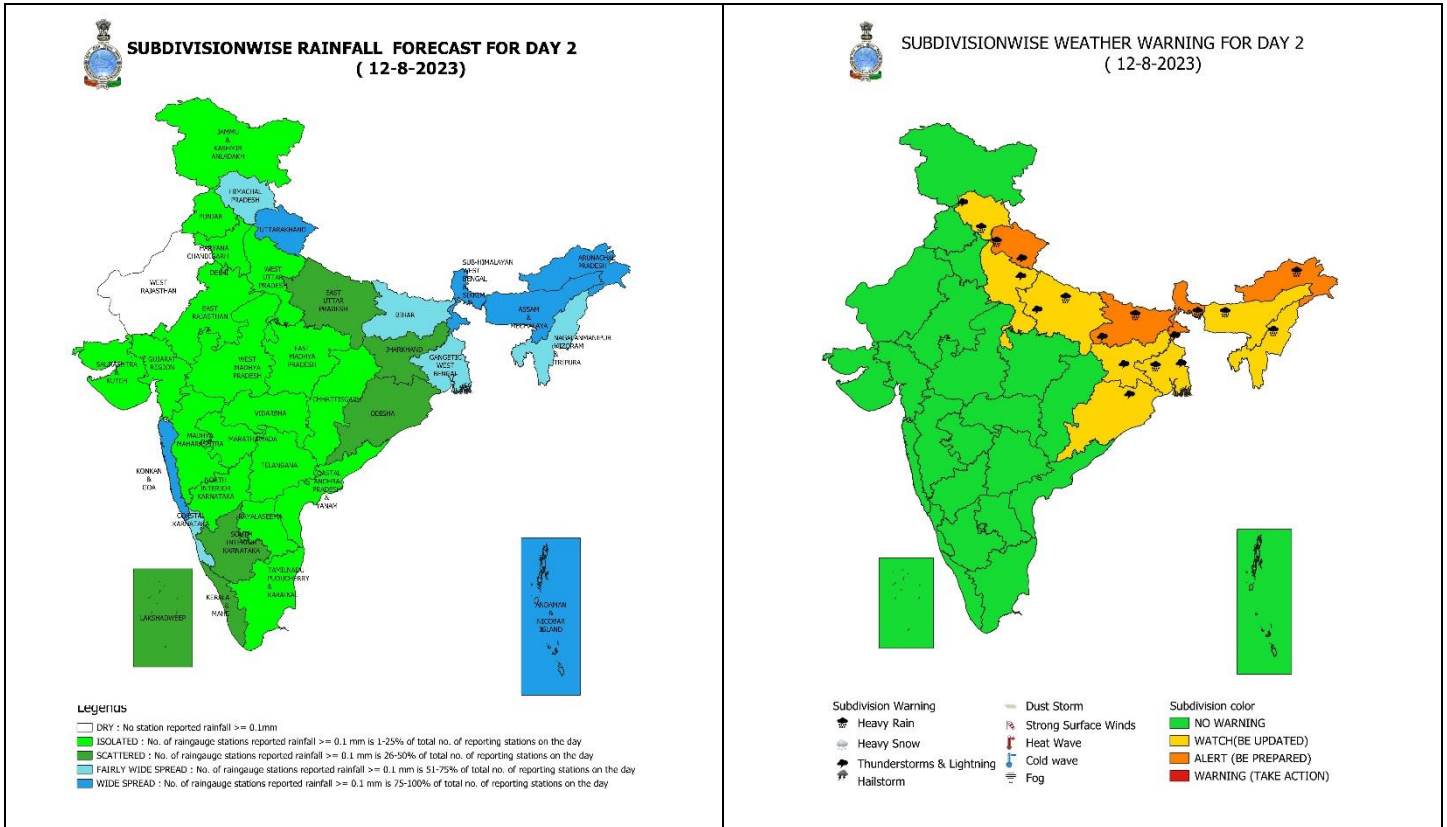 SUBDIVISIONWISE RAINFALL FORECAST FOR DAY 2
( 12-8-2023)
JAMMU
&
KASHMIR
ANLADAKH
HIMACHAL
PRADESH
PUNJAB
UTTARAKHAND
HARYANA
CHANDIGARH
&
DELHI
WEST
UTTAR
PRADESH
WEST
RAJASTHAN
SUB-HIMALAYAN
WEST
BENGAL
&
SIKKIM
ARUNACHAL
PRADESH
EAST
UTTAR
PRADESH
EAST
RAJASTHAN
BIHAR
ASSAM
&
MEGHALAYA
NAGALANMANIPUR
MIZORAM
&
TRIPURA
JHARKHAND
GANGETIC
WEST
BENGAL
SAURASHTRA
&
KUTCH
GUJARAT
REGION
WEST
MADHYA
PRADESH
EAST
MADHYA
PRADESH
CHHATTISGARH
ODISHA
VIDARBHA
MADHYA
MAHARASHTRA
MARATHAWADA
KONKAN
&
GOA
TELANGANA
NORTH
INTERIOR
KARNATAKA
COASTAL
ANDHRA
PRADESH
&
YANAM
COASTAL
KARNATAKA
RAYALASEEMA
SOUTH
INTERIOR
KARNATAKA
TAMILNADU
PUDUCHERRY
&
KARAIKAL
KERALA
&
MAHE
LAKSHADWEEP
ANDAMAN
&
NICOBAR
ISLAND
Legends
DRY : No station reported rainfall >= 0.1mm
ISOLATED : No. of raingauge stations reported rainfall >= 0.1 mm is 1-25% of total no. of reporting stations on the day
SCATTERED : No. of raingauge stations reported rainfall >= 0.1 mm is 26-50% of total no. of reporting stations on the day
FAIRLY WIDE SPREAD : No. of raingauge stations reported rainfall >= 0.1 mm is 51-75% of total no. of reporting stations on the day
WIDE SPREAD : No. of raingauge stations reported rainfall >= 0.1 mm is 75-100% of total no. of reporting stations on the day
SUBDIVISIONWISE WEATHER WARNING FOR DAY 2
( 12-8-2023)
Subdivision Warning
Heavy Rain
Heavy Snow
Thunderstorms & Lightning
Hailstorm
Dust Storm
Strong Surface Winds
Heat Wave
Cold wave
Fog
Subdivision color
NO WARNING
WATCH(BE UPDATED)
ALERT (BE PREPARED)
WARNING (TAKE ACTION)